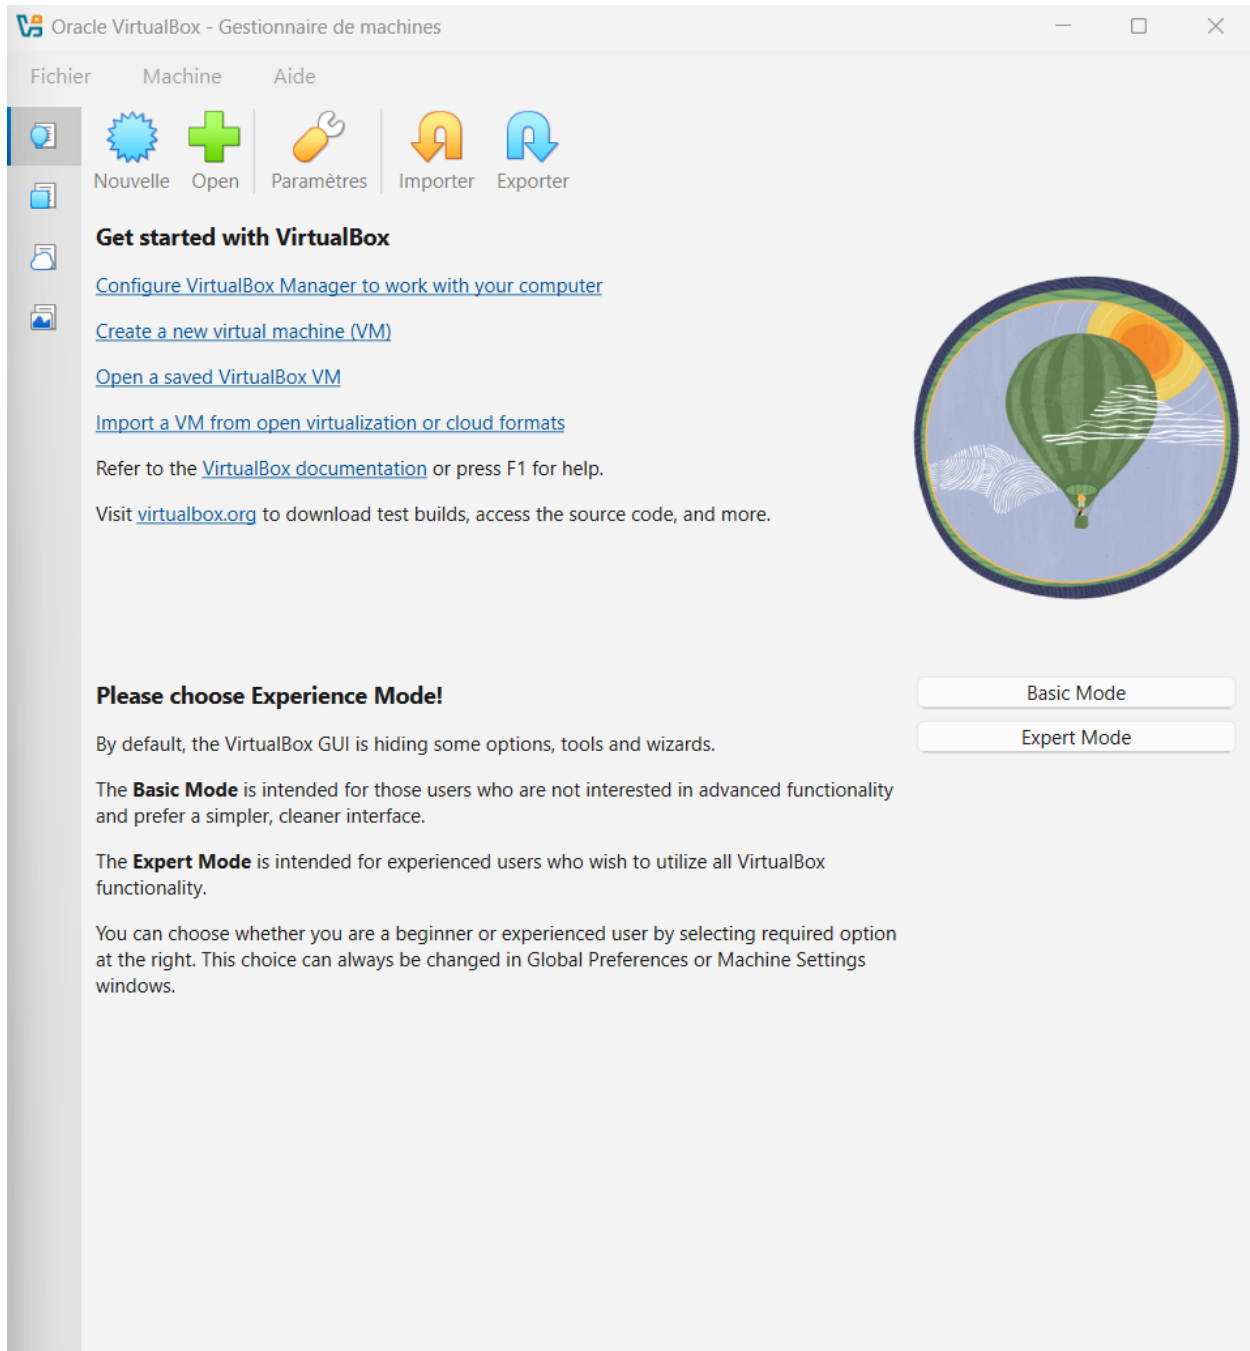 Oracle VirtualBox - Gestionnaire de machines
Fichier Machine Aide
Nouvelle Open Paramètres Importer Exporter
Get started with VirtualBox
Configure VirtualBox Manager to work with your computer
Create a new virtual machine (VM)
Open a saved VirtualBox VM
Import a VM from open virtualization or cloud formats
Refer to the VirtualBox documentation or press F1 for help.
Visit virtualbox.org to download test builds, access the source code, and more.
Please choose Experience Mode!
Basic Mode
Expert Mode
By default, the VirtualBox GUI is hiding some options, tools and wizards.
The Basic Mode is intended for those users who are not interested in advanced functionality
and prefer a simpler, cleaner interface.
The Expert Mode is intended for experienced users who wish to utilize all VirtualBox
functionality.
You can choose whether you are a beginner or experienced user by selecting required option
at the right. This choice can always be changed in Global Preferences or Machine Settings
windows.